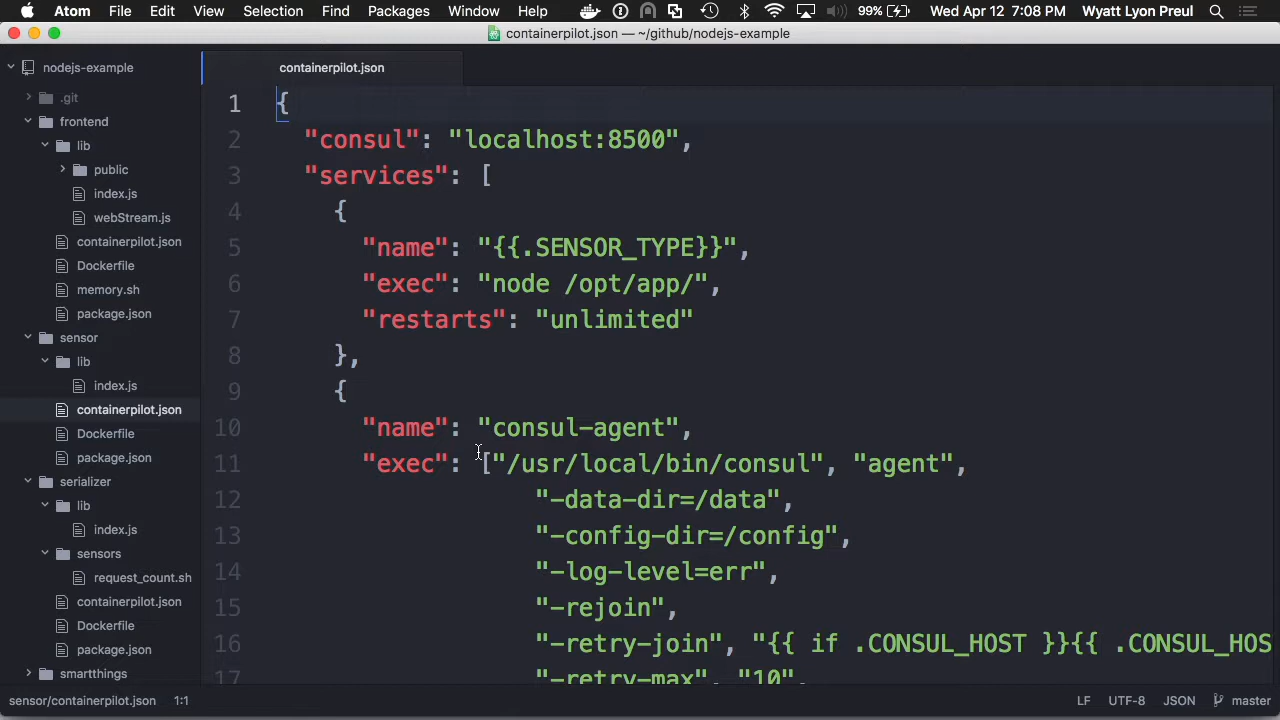 Atom File Edit View Selection Find Packages Window Help 99% Wed Apr 12 7:08 PM Wyatt Lyon Preul
containerpilot.json — ~/github/nodejs-example
nodejs-example
.git
frontend
lib
public
index.js
webStream.js
containerpilot.json
Dockerfile
memory.sh
package.json
sensor
lib
index.js
containerpilot.json
Dockerfile
package.json
serializer
lib
index.js
sensors
request_count.sh
containerpilot.json
Dockerfile
package.json
smartthings
containerpilot.json
1 {
2 "consul": "localhost:8500",
3 "services": [
4 {
5 "name": "{{.SENSOR_TYPE}}",
6 "exec": "node /opt/app/",
7 "restarts": "unlimited"
8 },
9 {
10 "name": "consul-agent",
11 "exec": ["/usr/local/bin/consul", "agent",
12 "-data-dir=/data",
13 "-config-dir=/config",
14 "-log-level=err",
15 "-rejoin",
16 "-retry-join", "{{ if .CONSUL_HOST }}{{ .CONSUL_HOS
17 "-retry-max", "10",
sensor/containerpilot.json 1:1 LF UTF-8 JSON master